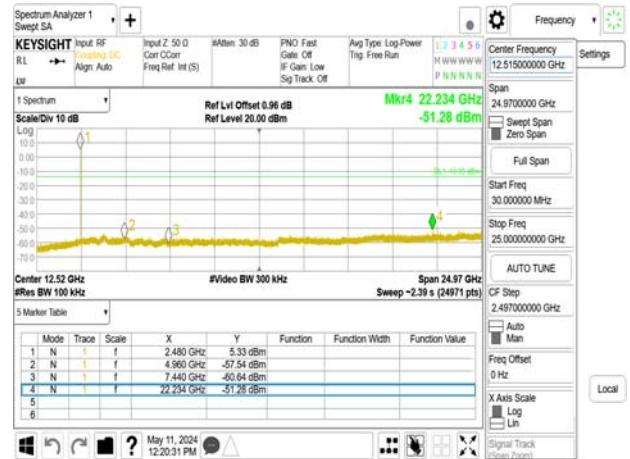 Spectrum Analyzer 1
Swept SA
Frequency
KEYSIGHT
Input: RF
Coupling: DC
Align: Auto
Input Z: 50 Ω
Corr CCorr
Freq Ref: Int (S)
#Atten: 30 dB
PNO: Fast
Gate: Off
IF Gain: Low
Sig Track: Off
Avg Type: Log-Power
Trig: Free Run
1 2 3 4 5 6
M W W W W W
P N N N N N
RL
1 Spectrum
Scale/Div 10 dB
Ref Lvl Offset 0.96 dB
Ref Level 20.00 dBm
Mkr4 22.234 GHz
-51.28 dBm
Log
10.0
0.00
-10.0
-20.0
-30.0
-40.0
-50.0
-60.0
-70.0
1
2
3
4
Center 12.52 GHz
#Video BW 300 kHz
Span 24.97 GHz
#Res BW 100 kHz
Sweep ~2.39 s (24971 pts)
5 Marker Table
Mode Trace Scale X Y Function Function Width Function Value
1 N 1 f 2.480 GHz 5.33 dBm
2 N 1 f 4.960 GHz -57.54 dBm
3 N 1 f 7.440 GHz -60.64 dBm
4 N 1 f 22.234 GHz -51.28 dBm
5
6
May 11, 2024
12:20:31 PM
Center Frequency
12.515000000 GHz
Settings
Span
24.9700000 GHz
Swept Span
Zero Span
Full Span
Start Freq
30.000000 MHz
Stop Freq
25.000000000 GHz
AUTO TUNE
CF Step
2.497000000 GHz
Auto
Man
Freq Offset
0 Hz
X Axis Scale
Log
Lin
Local
Signal Track
(Span Zoom)